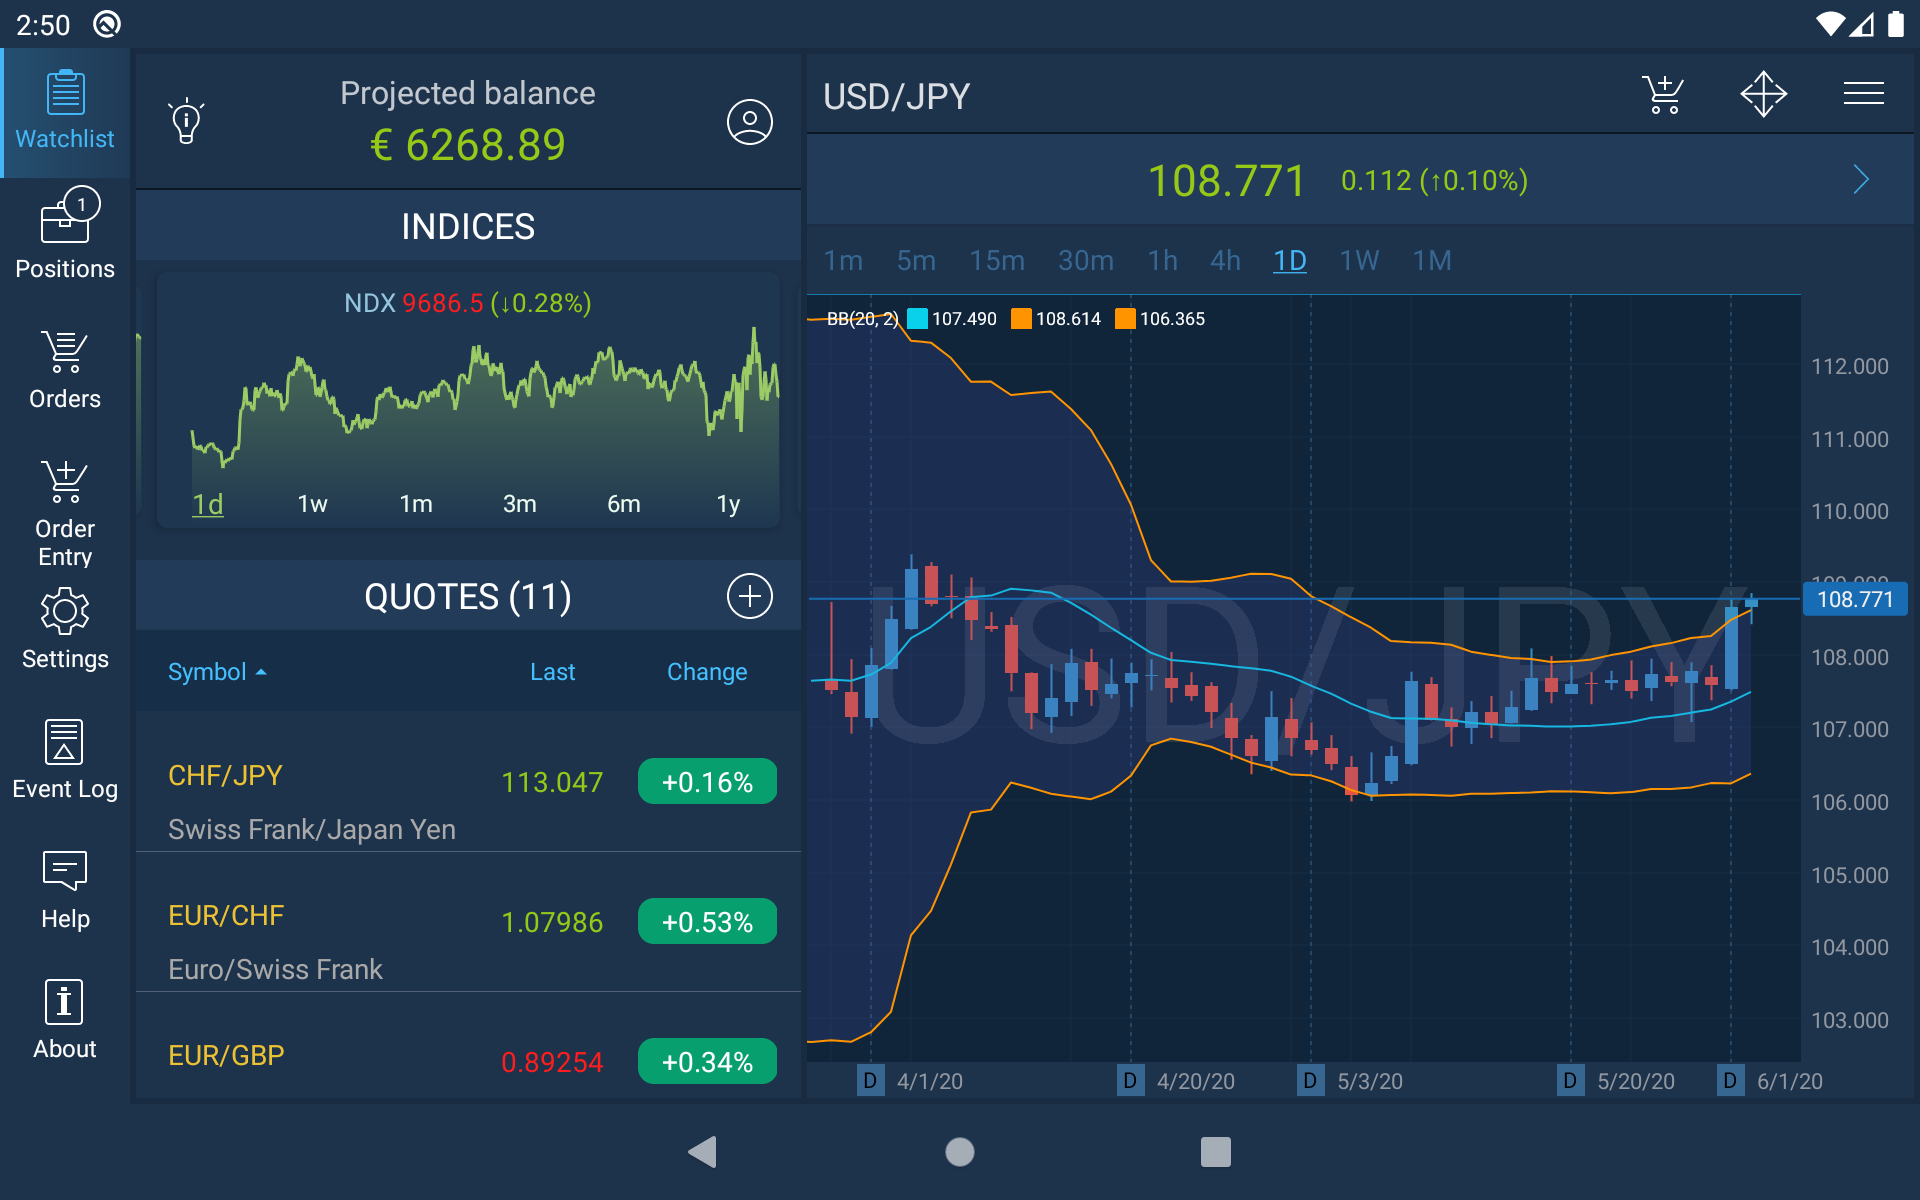 2:50
Watchlist
1
Positions
Orders
Order
Entry
Settings
Event Log
Help
About
Projected balance
€ 6268.89
INDICES
NDX 9686.5 (↓0.28%)
1d 1w 1m 3m 6m 1y
QUOTES (11)
Symbol Last Change
CHF/JPY 113.047 +0.16%
Swiss Frank/Japan Yen
EUR/CHF 1.07986 +0.53%
Euro/Swiss Frank
EUR/GBP 0.89254 +0.34%
USD/JPY
108.771 0.112 (↑0.10%)
1m 5m 15m 30m 1h 4h 1D 1W 1M
BB(20, 2) 107.490 108.614 106.365
USD/JPY
112.000
111.000
110.000
108.771
108.000
107.000
106.000
105.000
104.000
103.000
D 4/1/20 D 4/20/20 D 5/3/20 D 5/20/20 D 6/1/20